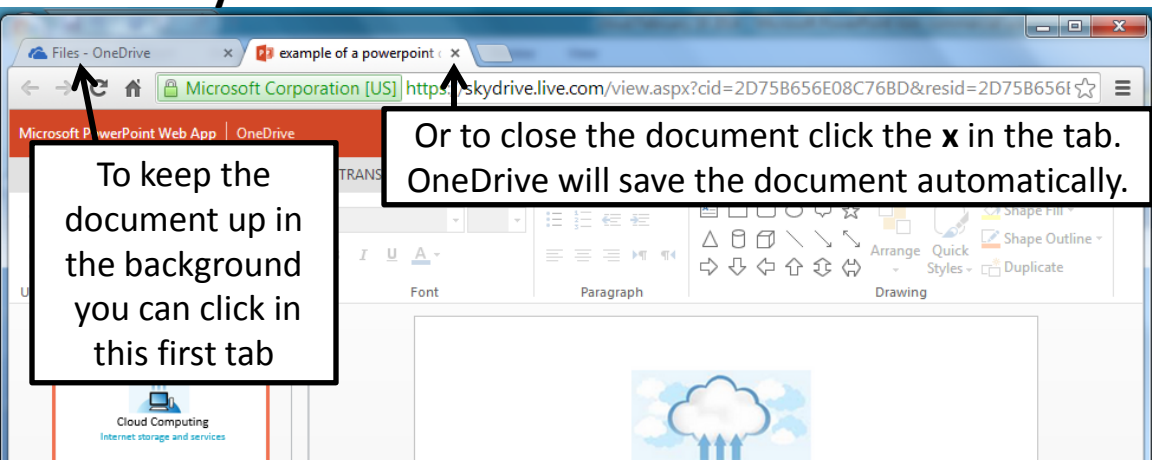 Files - OneDrive
example of a powerpoint
Microsoft Corporation [US] https://skydrive.live.com/view.aspx?cid=2D75B656E08C76BD&resid=2D75B656E
Microsoft PowerPoint Web App | OneDrive
Or to close the document click the x in the tab.
OneDrive will save the document automatically.
To keep the
document up in
the background
you can click in
this first tab
TRANS
I U A
Shape Fill
Arrange
Quick
Styles
Shape Outline
Duplicate
Font
Paragraph
Drawing
Cloud Computing
Internet storage and services